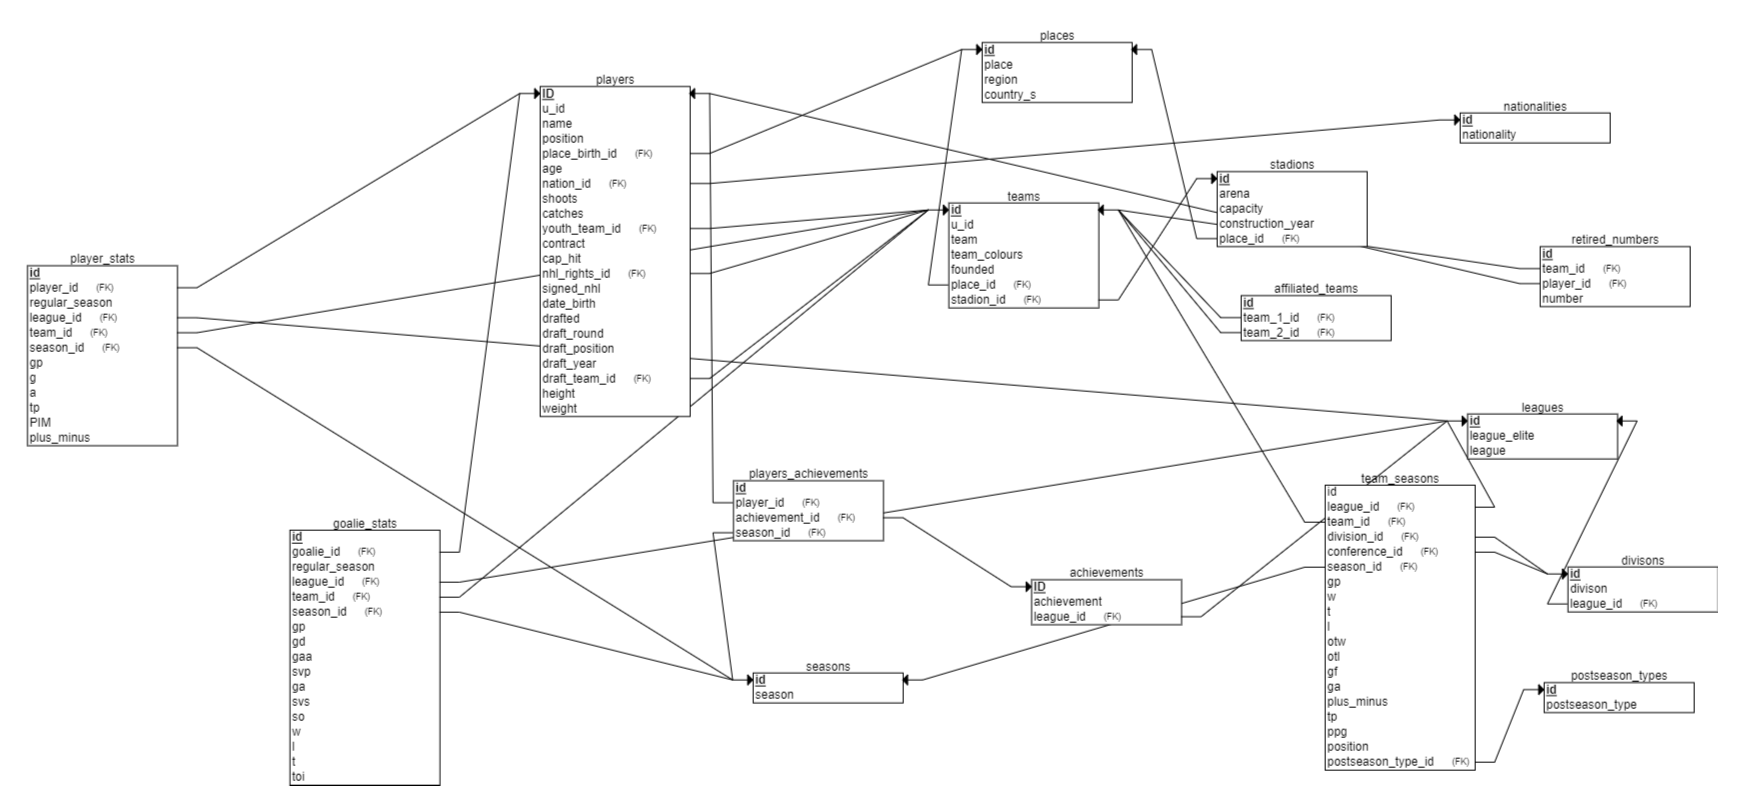 places
id
place
region
country_s
players
ID
u_id
name
position
place_birth_id (FK)
age
nation_id (FK)
shoots
catches
youth_team_id (FK)
contract
cap_hit
nhl_rights_id (FK)
signed_nhl
date_birth
drafted
draft_round
draft_position
draft_year
draft_team_id (FK)
height
weight
nationalities
id
nationality
stadions
id
arena
capacity
construction_year
place_id (FK)
teams
id
u_id
team
team_colours
founded
place_id (FK)
stadion_id (FK)
retired_numbers
id
team_id (FK)
player_id (FK)
number
player_stats
id
player_id (FK)
regular_season
league_id (FK)
team_id (FK)
season_id (FK)
gp
g
a
tp
PIM
plus_minus
affiliated_teams
id
team_1_id (FK)
team_2_id (FK)
leagues
id
league_elite
league
players_achievements
id
player_id (FK)
achievement_id (FK)
season_id (FK)
team_seasons
id
league_id (FK)
team_id (FK)
division_id (FK)
conference_id (FK)
season_id (FK)
gp
w
t
l
otw
otl
gf
ga
plus_minus
tp
ppg
position
postseason_type_id (FK)
goalie_stats
id
goalie_id (FK)
regular_season
league_id (FK)
team_id (FK)
season_id (FK)
gp
gd
gaa
svp
ga
svs
so
w
l
t
toi
achievements
ID
achievement
league_id (FK)
divisons
id
divison
league_id (FK)
seasons
id
season
postseason_types
id
postseason_type